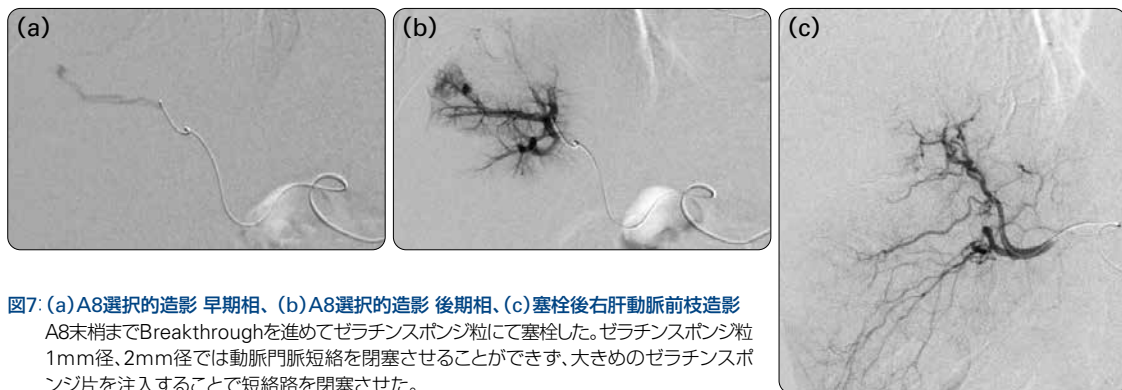 (a)
(b)
(c)
図7：(a)A8選択的造影 早期相、(b)A8選択的造影 後期相、(c)塞栓後右肝動脈前枝造影
A8末梢までBreakthroughを進めてゼラチンスポンジ粒にて塞栓した。ゼラチンスポンジ粒
1mm径、2mm径では動脈門脈短絡を閉塞させることができず、大きめのゼラチンスポ
ンジ片を注入することで短絡路を閉塞させた。